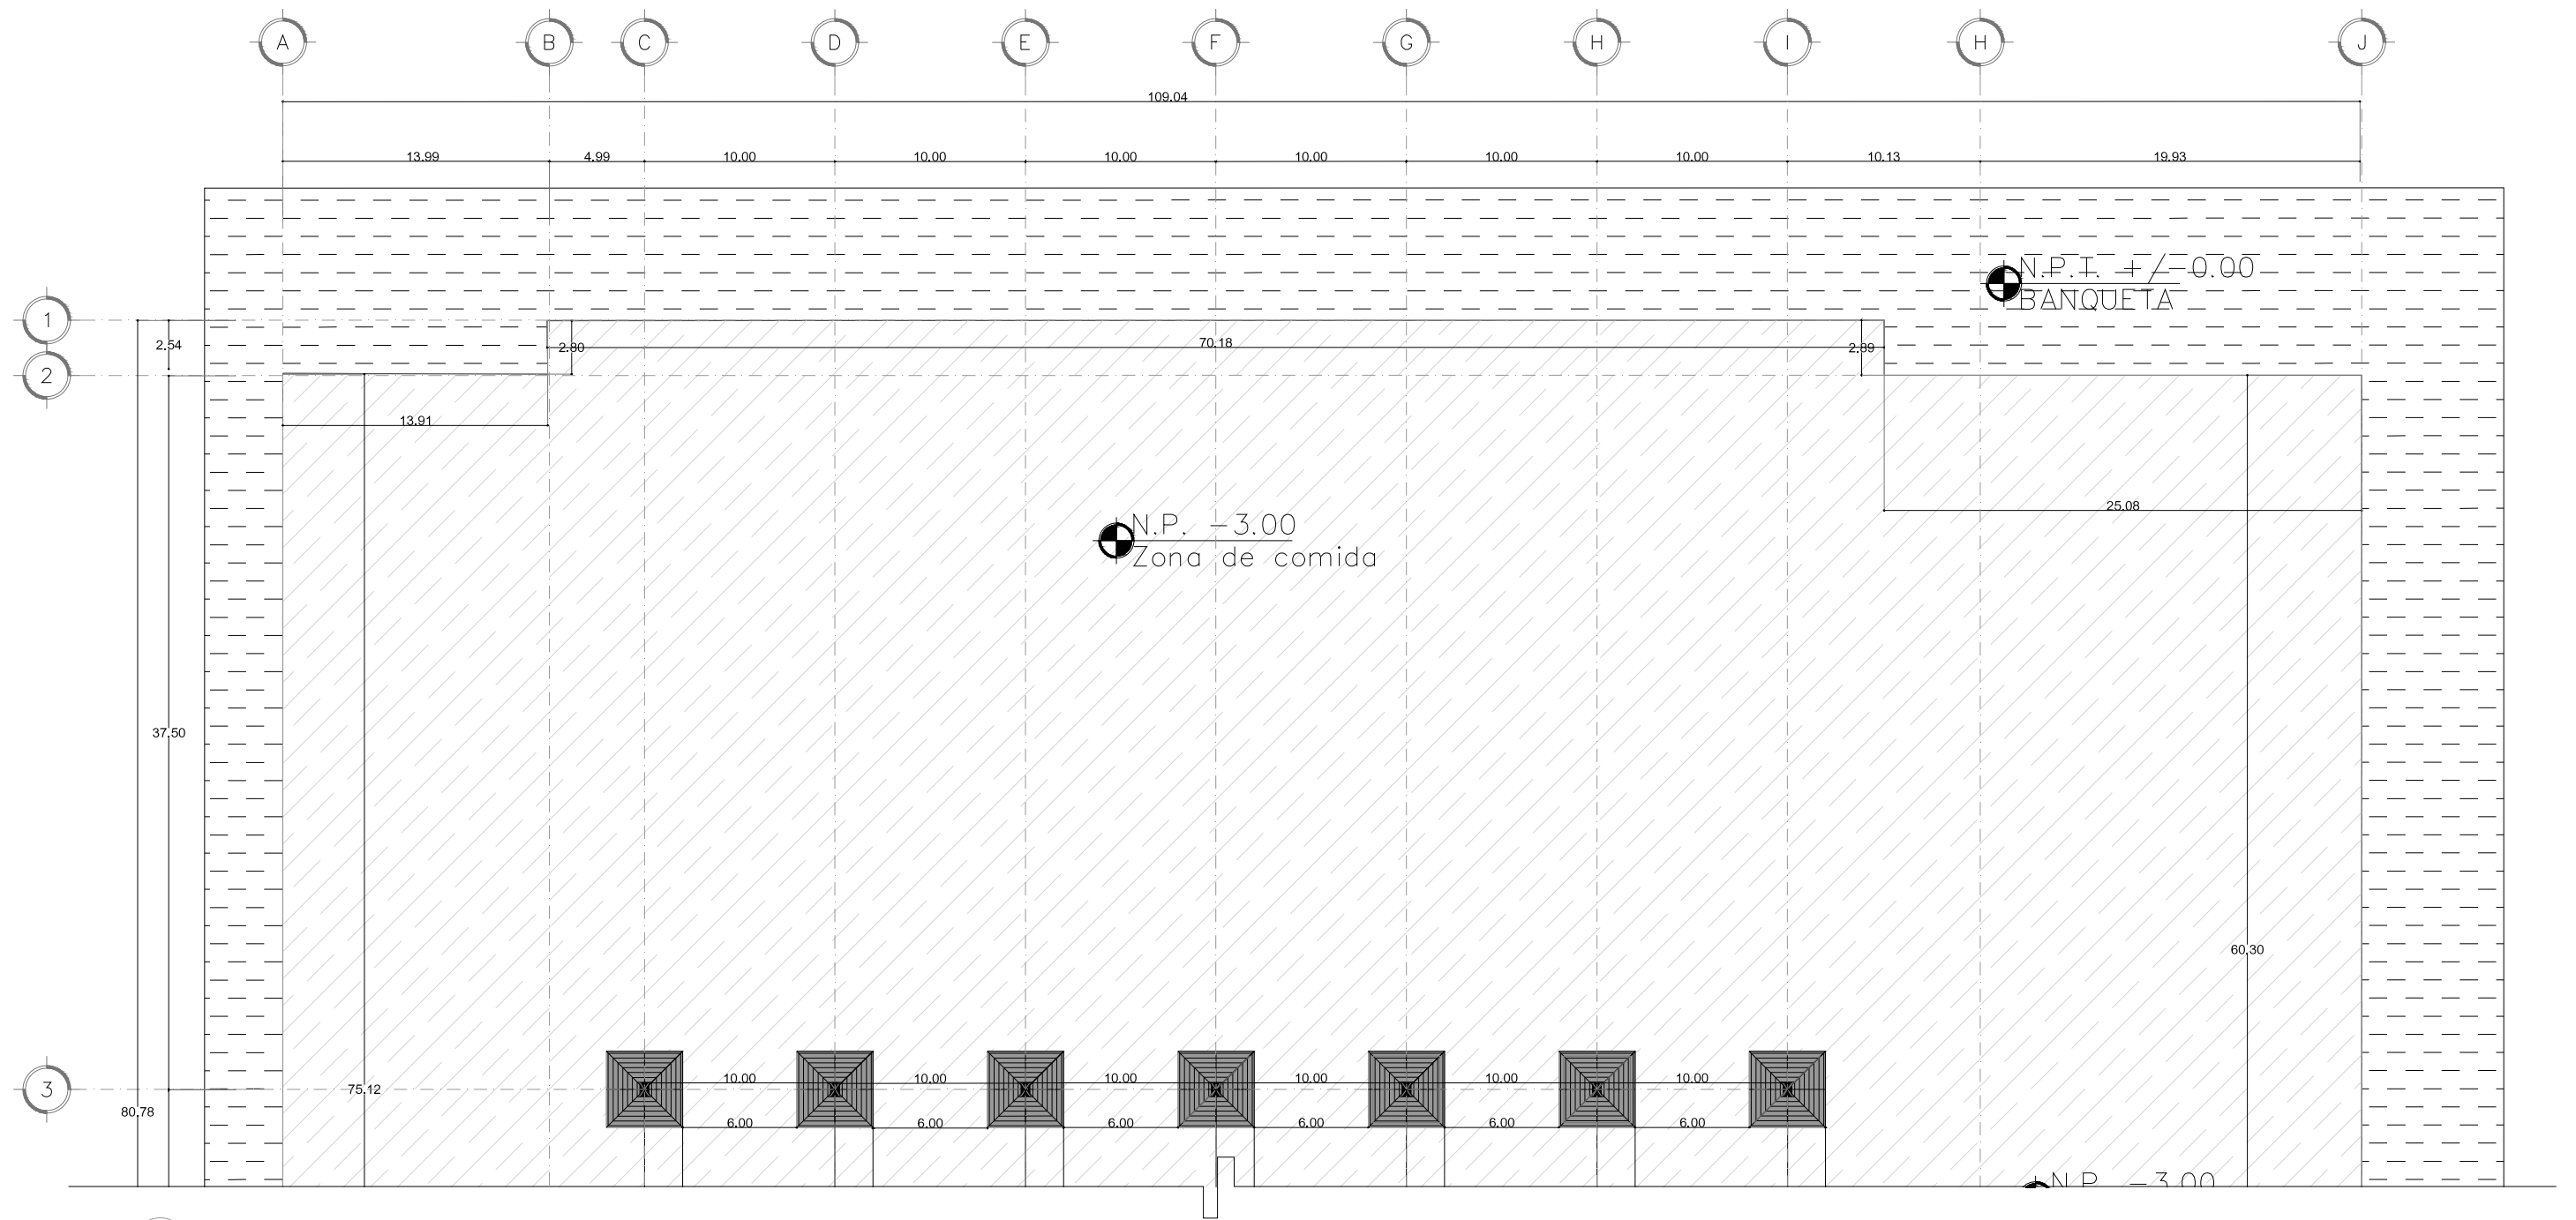 A B C D E F G H I H J
109.04
13.99 4.99 10.00 10.00 10.00 10.00 10.00 10.00 10.13 19.93
N.P.T. +/-0.00
BANQUETA
1
2.54 2.80 70.18 2.89
2
13.91
25.08
N.P. -3.00
Zona de comida
37.50
60.30
10.00 10.00 10.00 10.00 10.00 10.00
3
75.12
80.78
6.00 6.00 6.00 6.00 6.00 6.00
N.P. -3.00